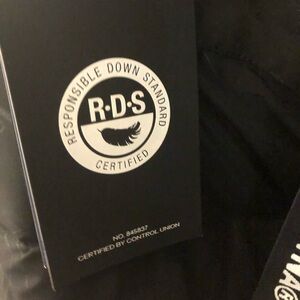 RESPONSIBLE DOWN STANDARD
R·D·S
CERTIFIED
NO. 845837
CERTIFIED BY CONTROL UNION